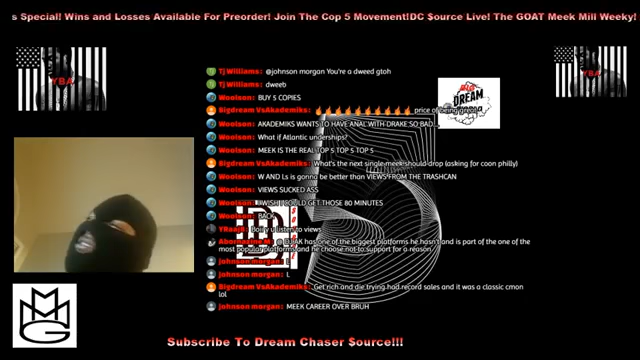 s Special! Wins and Losses Available For Preorder! Join The Cop 5 Movement!DC $ource Live! The GOAT Meek Mill Weeky!
YBA
YBA
Tj Williams: @johnson morgan You're a dweed gtoh
Tj Williams: dweeb
Woolson: BUY 5 COPIES
Bigdream VsAkademiks: price of being
DREAM
Woolson: AKADEMIKS WANTS TO HAVE ANAL WITH DRAKE SO BAD
Woolson: What if Atlantic underships?
Woolson: MEEK IS THE REAL TOP 5 TOP 5 TOP 5
Bigdream VsAkademiks: What's the next single meek should drop (asking for coon philly)
Woolson: W AND Ls is gonna be better than VIEWS FROM THE TRASHCAN
Woolson: VIEWS SUCKED ASS
Woolson: I WISH I COULD GET THOSE 80 MINUTES
Woolson: BACK
listen to views
HAS one of the biggest platforms he hasn't and is part of the one of the
most popular platforms and he choose not to support for a reason
johnson morgan: L
johnson morgan: L
Bigdream VsAkademiks: Get rich and die trying had record sales and it was a classic cmon
lol
johnson morgan: MEEK CAREER OVER BRUH
MMG
Subscribe To Dream Chaser $ource!!!